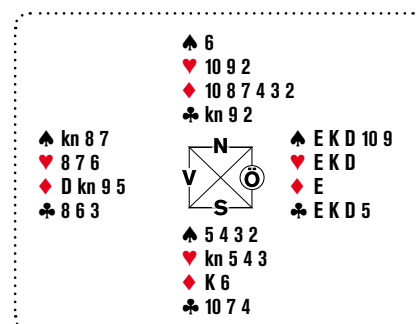 ♠ 6
♥ 10 9 2
♦ 10 8 7 4 3 2
♣ kn 9 2
♠ kn 8 7
♥ 8 7 6
♦ D kn 9 5
♣ 8 6 3
N
V Ö
S
♠ E K D 10 9
♥ E K D
♦ E
♣ E K D 5
♠ 5 4 3 2
♥ kn 5 4 3
♦ K 6
♣ 10 7 4